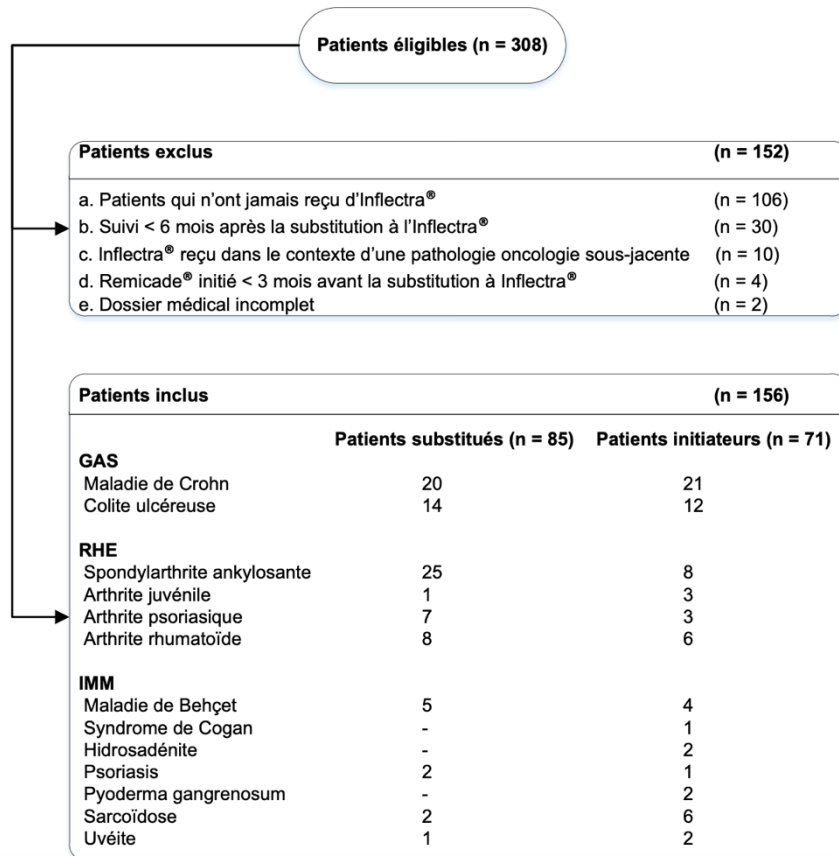 Patients éligibles (n = 308)
Patients exclus (n = 152)
a. Patients qui n’ont jamais reçu d’Inflectra® (n = 106)
b. Suivi < 6 mois après la substitution à l’Inflectra® (n = 30)
c. Inflectra® reçu dans le contexte d’une pathologie oncologie sous-jacente (n = 10)
d. Remicade® initié < 3 mois avant la substitution à Inflectra® (n = 4)
e. Dossier médical incomplet (n = 2)
Patients inclus (n = 156)
Patients substitués (n = 85) Patients initiateurs (n = 71)
GAS
Maladie de Crohn 20 21
Colite ulcéreuse 14 12
RHE
Spondylarthrite ankylosante 25 8
Arthrite juvénile 1 3
Arthrite psoriasique 7 3
Arthrite rhumatoïde 8 6
IMM
Maladie de Behçet 5 4
Syndrome de Cogan - 1
Hidrosadénite - 2
Psoriasis 2 1
Pyoderma gangrenosum - 2
Sarcoïdose 2 6
Uvéite 1 2